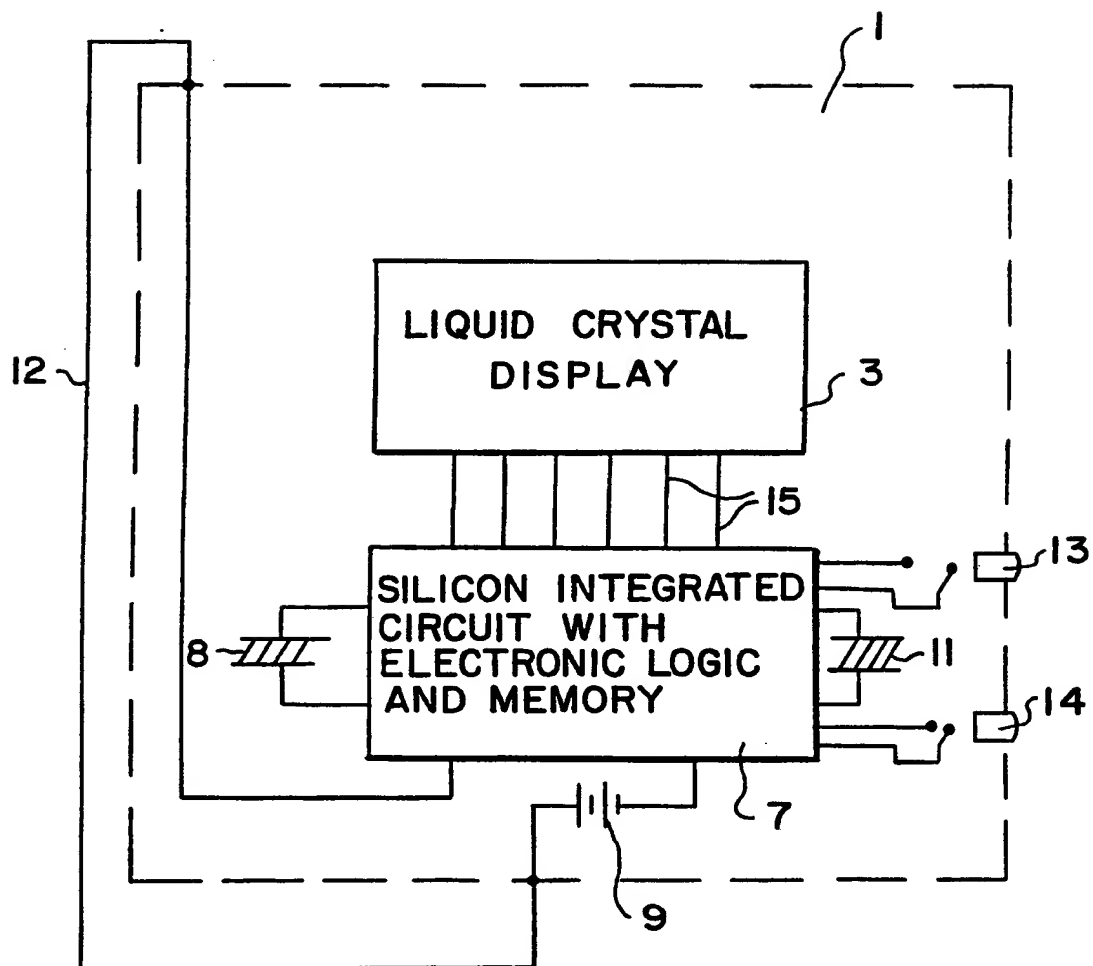 1
LIQUID CRYSTAL
DISPLAY
12
3
15
SILICON INTEGRATED
CIRCUIT WITH
ELECTRONIC LOGIC
AND MEMORY
13
8
11
14
7
9